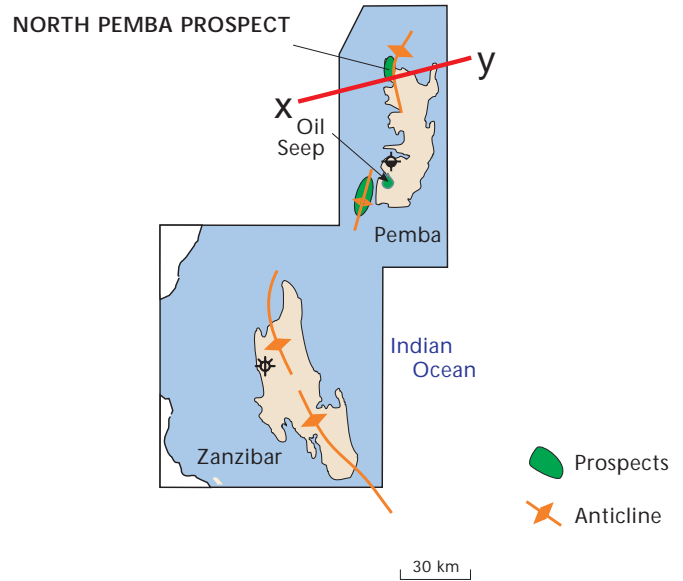 NORTH PEMBA PROSPECT
y
x
Oil
Seep
Pemba
Indian
Ocean
Zanzibar
Prospects
Anticline
30 km